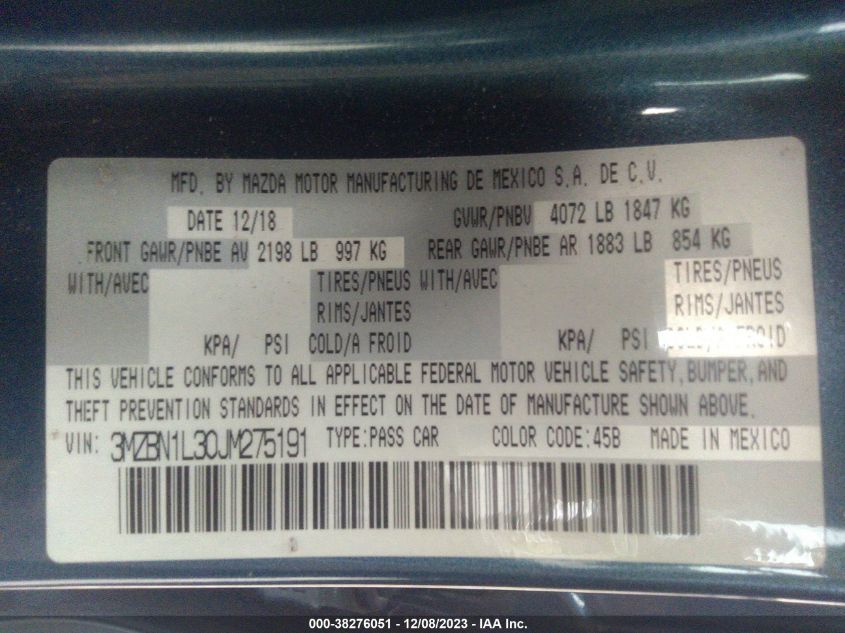 MFD. BY MAZDA MOTOR MANUFACTURING DE MEXICO S.A. DE C.V.
DATE 12/18 GVWR/PNBV 4072 LB 1847 KG
FRONT GAWR/PNBE AV 2198 LB 997 KG REAR GAWR/PNBE AR 1883 LB 854 KG
WITH/AVEC TIRES/PNEUS WITH/AVEC TIRES/PNEUS
RIMS/JANTES RIMS/JANTES
KPA/ PSI COLD/A FROID KPA/ PSI COLD/A FROID
THIS VEHICLE CONFORMS TO ALL APPLICABLE FEDERAL MOTOR VEHICLE SAFETY, BUMPER, AND
THEFT PREVENTION STANDARDS IN EFFECT ON THE DATE OF MANUFACTURE SHOWN ABOVE.
VIN: 3MZBN1L30JM275191 TYPE:PASS CAR COLOR CODE:45B MADE IN MEXICO
000-38276051 - 12/08/2023 - IAA Inc.